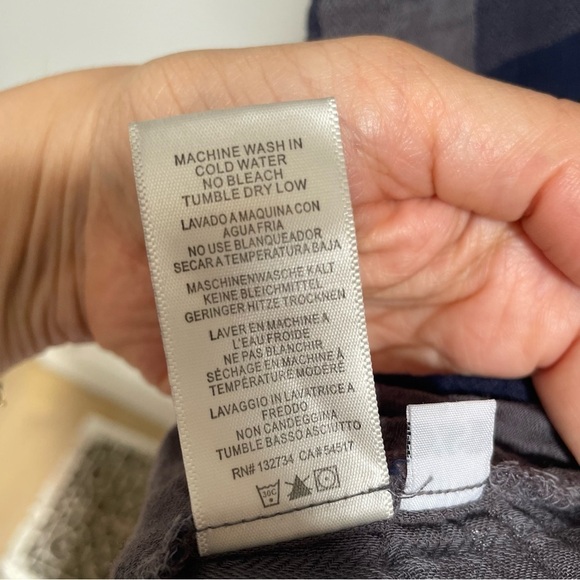 MACHINE WASH IN
COLD WATER
NO BLEACH
TUMBLE DRY LOW
LAVADO A MAQUINA CON
AGUA FRIA
NO USE BLANQUEADOR
SECAR A TEMPERATURA BAJA
MASCHINENWASCHE KALT
KEINE BLEICHMITTEL
GERINGER HITZE TROCKNEN
LAVER EN MACHINE À
L'EAU FROIDE
NE PAS BLANCHIR
SÉCHAGE EN MACHINE À
TEMPÉRATURE MODÉRÉ
LAVAGGIO IN LAVATRICE A
FREDDO
NON CANDEGGINA
TUMBLE BASSO ASCIUTTO
RN# 132734 CA# 54517
30C